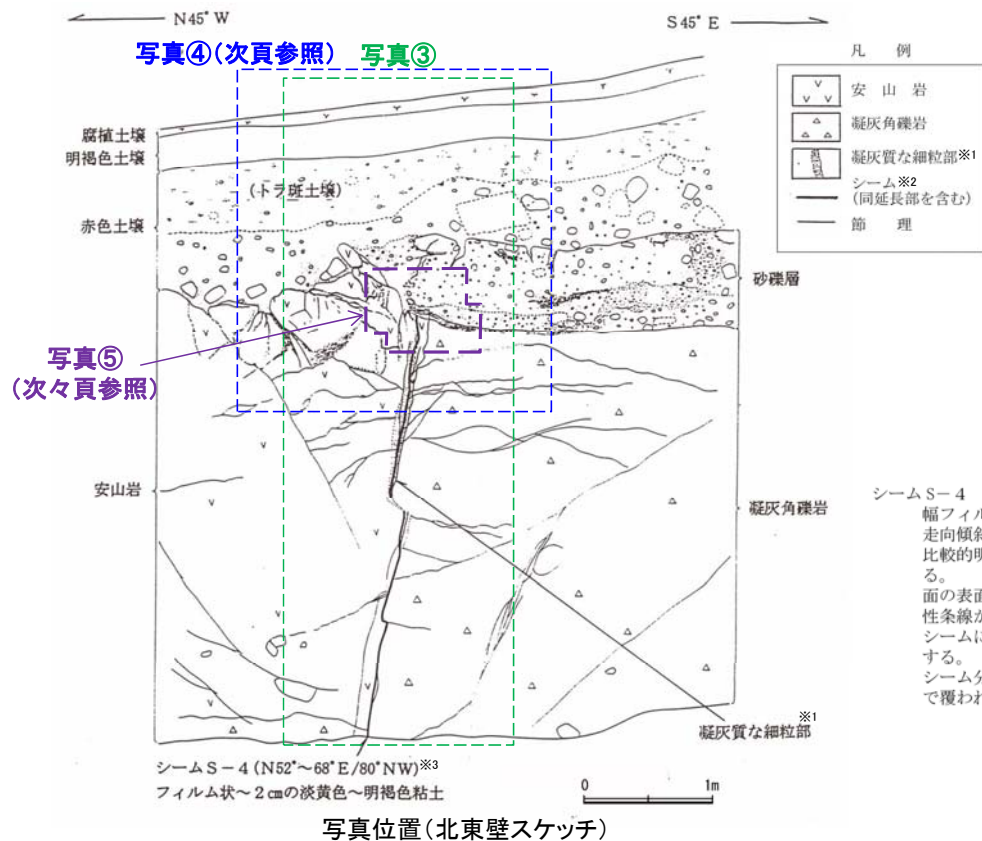 N45°W
S45°E
写真④(次頁参照)
写真③
凡 例
安 山 岩
凝灰角礫岩
凝灰質な細粒部※1
シーム※2
(同延長部を含む)
節 理
腐植土壌
明褐色土壌
(トラ斑土壌)
赤色土壌
砂礫層
写真⑤
(次々頁参照)
安山岩
凝灰角礫岩
シーム S－4
幅フィル
走向傾斜
比較的明
る。
面の表面
性条線が
シームに
する。
シーム分
で覆われ
※1
凝灰質な細粒部
シームS－4 (N52°～68°E/80°NW)※3
フィルム状～2㎝の淡黄色～明褐色粘土
0 1m
写真位置(北東壁スケッチ)